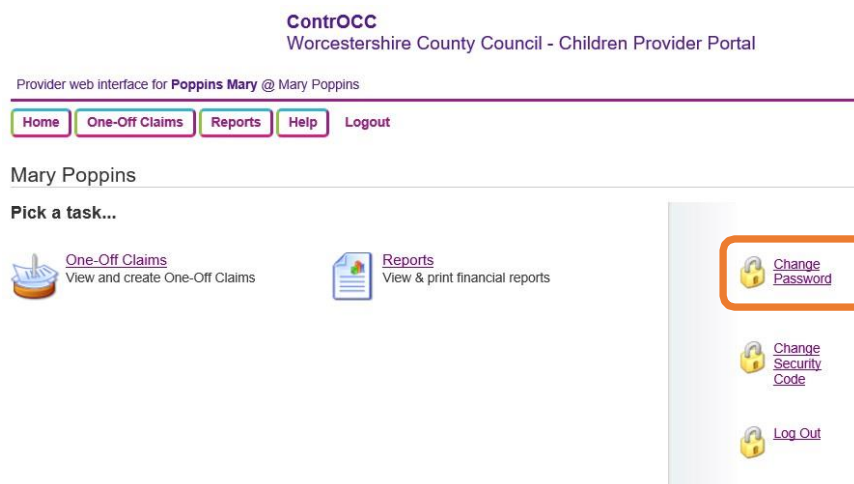 ContrOCC
Worcestershire County Council - Children Provider Portal
Provider web interface for Poppins Mary @ Mary Poppins
Home One-Off Claims Reports Help Logout
Mary Poppins
Pick a task...
One-Off Claims
View and create One-Off Claims
Reports
View & print financial reports
Change
Password
Change
Security
Code
Log Out